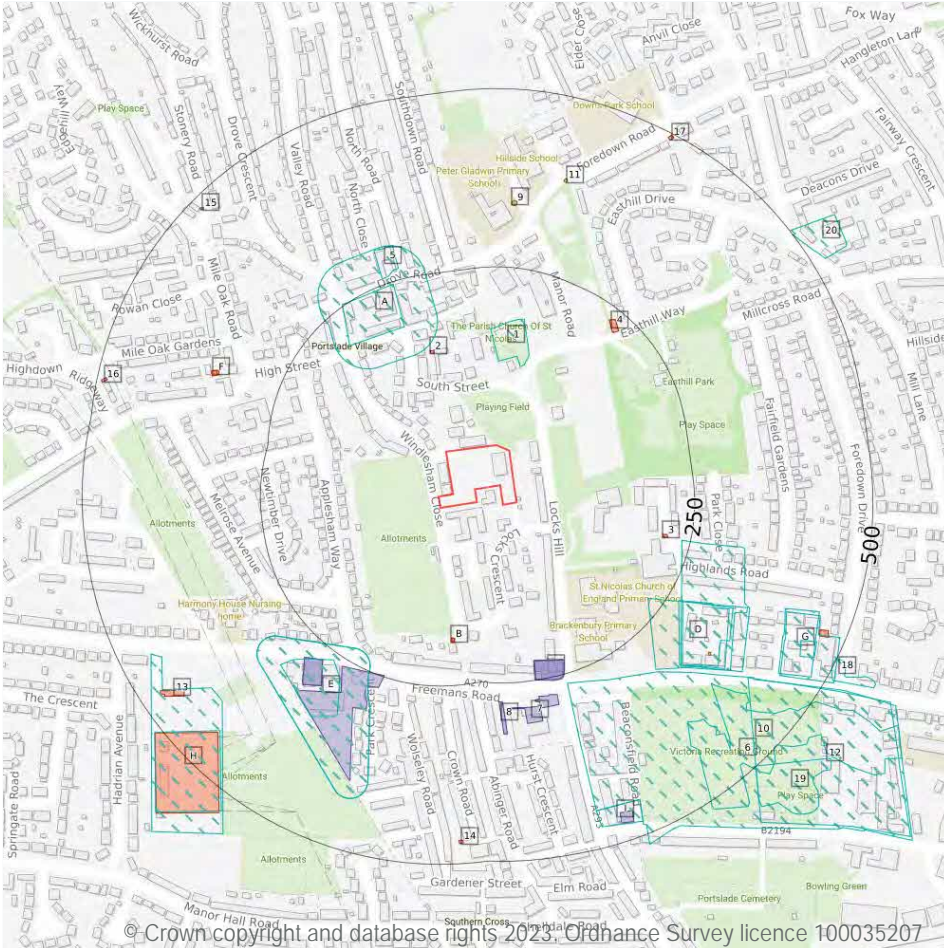 Fox Way
Wickhurst Road
Elder Close
Anvil Close
Hangleton Lane
Edgehill Way
Play Space
Stoney Road
Drove Crescent
Valley Road
North Road
Southdown Road
Downs Park School
Foredown Road
17
Fairway Crescent
Hillside School
Peter Gladwin Primary
Schools
11
Deacons Drive
15
North Close
9
Easthill Drive
20
5
Drove Road
Manor Road
A
Rowan Close
Mile Oak Road
Millcross Road
The Parish Church Of St
Nicolas
1
4
Easthill Way
Hillside
Mile Oak Gardens
Portslade Village
2
Highdown
16
F
High Street
South Street
Ridgeway
Easthill Park
Mill Lane
Playing Field
Play Space
Fairfield Gardens
Windlesham Close
Foredown Drive
Newtimber Drive
Applesham Way
Melrose Avenue
Allotments
Allotments
Locks Crescent
Locks Hill
3
250
Park Close
500
Highlands Road
Harmony House Nursing
home
St Nicolas Church of
England Primary School
Brackenbury Primary
School
D
G
B
18
A270
Freemans Road
E
13
The Crescent
Park Crescent
8
7
Hadrian Avenue
H
Allotments
Woiseley Road
Crown Road
Abinger Road
Hurst Crescent
Beaconsfield Road
10
6
Victoria Recreation Ground
12
19
Play Space
A293
B2194
Springate Road
14
Allotments
Gardener Street
Elm Road
Bowling Green
Portslade Cemetery
Manor Hall Road
Southern Cross
Shelldale Road
© Crown copyright and database rights 2023. Ordnance Survey licence 100035207